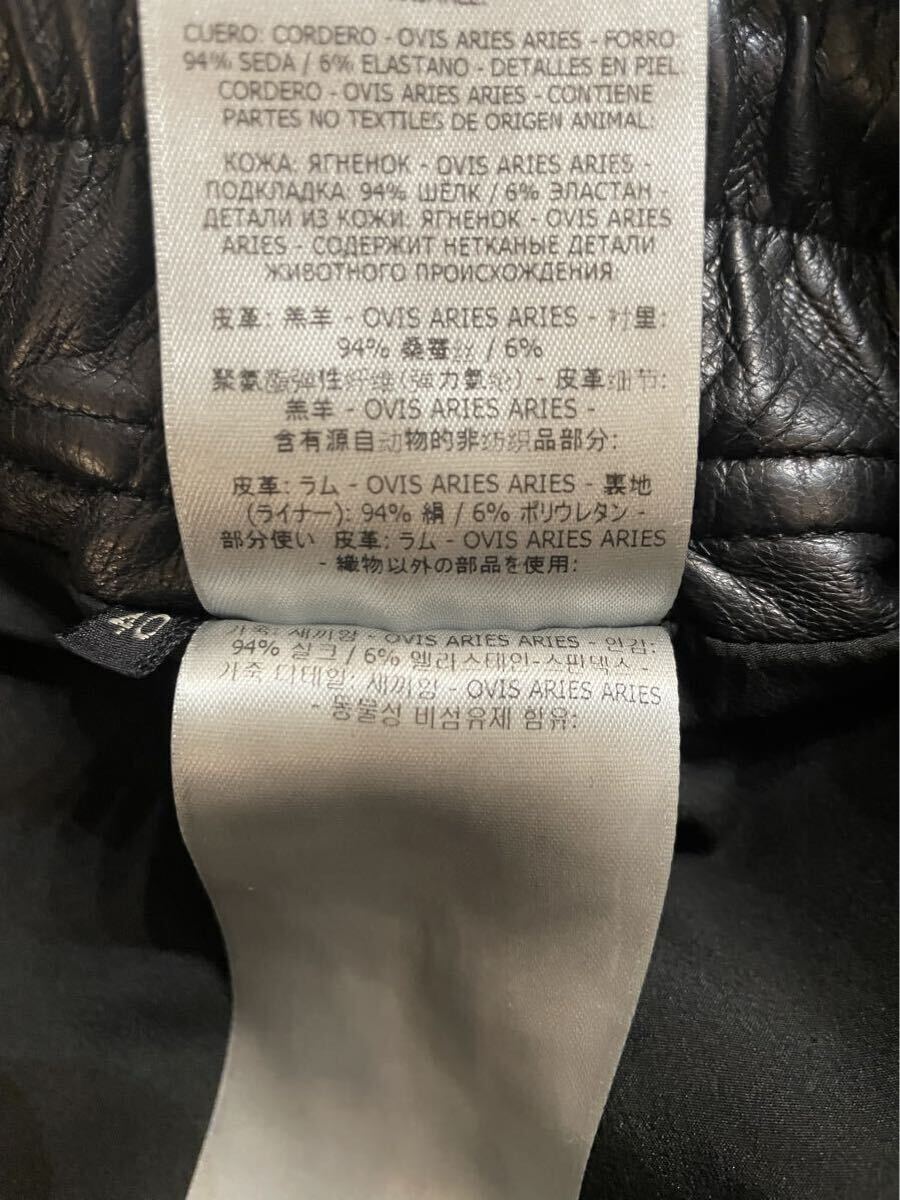 CUERO: CORDERO - OVIS ARIES ARIES - FORRO:
94% SEDA / 6% ELASTANO - DETALLES EN PIEL
CORDERO - OVIS ARIES ARIES - CONTIENE
PARTES NO TEXTILES DE ORIGEN ANIMAL:
КОЖА: ЯГНЕНОК - OVIS ARIES ARIES -
ПОДКЛАДКА: 94% ШЁЛК / 6% ЭЛАСТАН -
ДЕТАЛИ ИЗ КОЖИ: ЯГНЕНОК - OVIS ARIES
ARIES - СОДЕРЖИТ НЕТКАНЫЕ ДЕТАЛИ
ЖИВОТНОГО ПРОИСХОЖДЕНИЯ:
皮革: 羔羊 - OVIS ARIES ARIES - 衬里:
94% 桑蚕丝 / 6%
聚氨酯弹性纤维(弹力氨纶) - 皮革细节:
羔羊 - OVIS ARIES ARIES -
含有源自动物的非纺织品部分:
皮革: ラム - OVIS ARIES ARIES - 裏地
(ライナー): 94% 絹 / 6% ポリウレタン -
部分使い 皮革: ラム - OVIS ARIES ARIES
- 織物以外の部品を使用:
40
가죽: 새끼양 - OVIS ARIES ARIES - 안감:
94% 실크 / 6% 엘라스테인-스판덱스 -
가죽 디테일: 새끼양 - OVIS ARIES ARIES
- 동물성 비섬유제 함유: